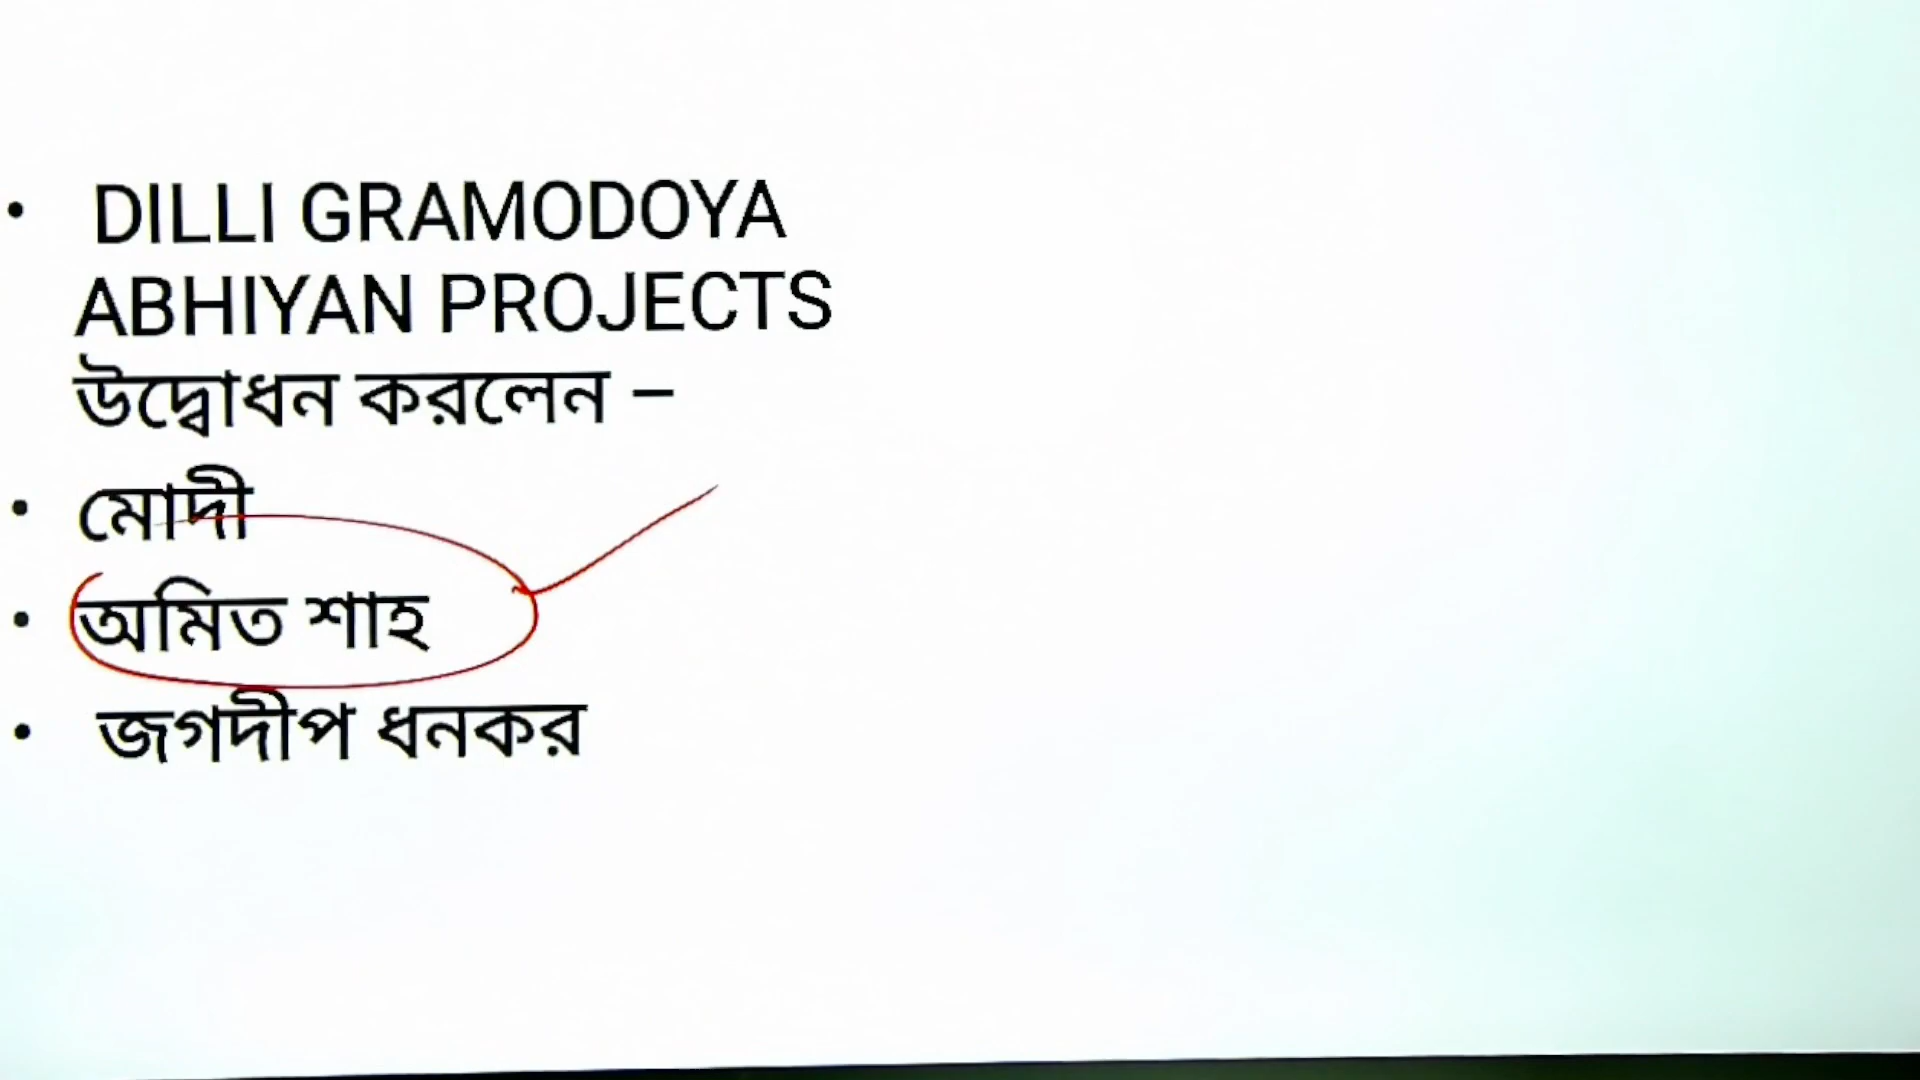 • DILLI GRAMODOYA
ABHIYAN PROJECTS
উদ্বোধন করলেন –
• মোদী
• অমিত শাহ
• জগদীপ ধনকর